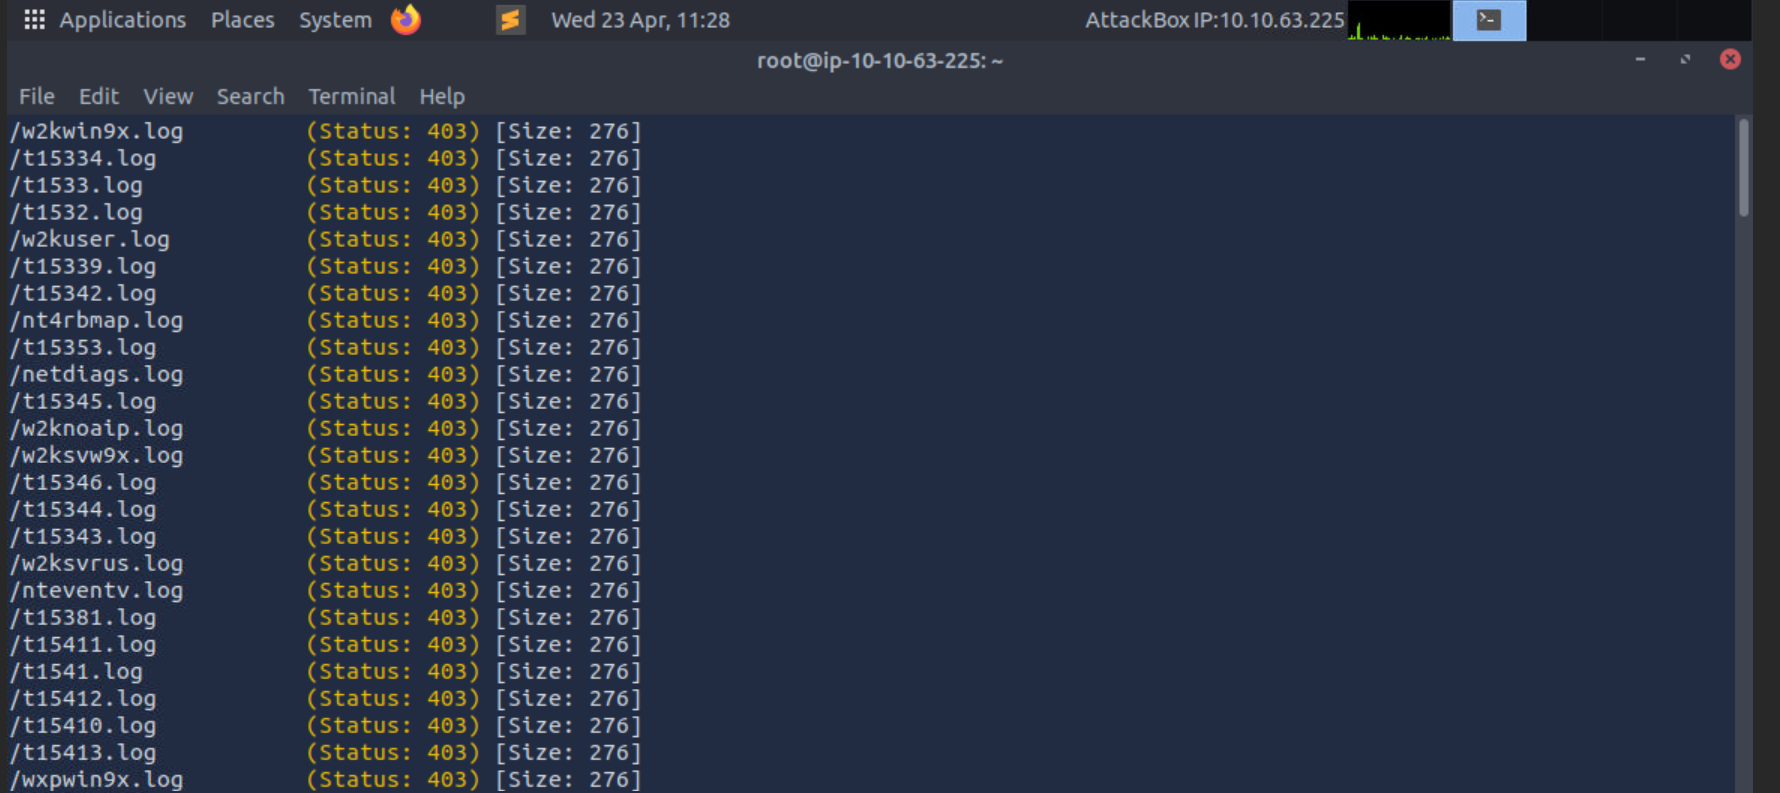 Applications Places System Wed 23 Apr, 11:28 AttackBox IP:10.10.63.225
root@ip-10-10-63-225: ~
File Edit View Search Terminal Help
/w2kwin9x.log (Status: 403) [Size: 276]
/t15334.log (Status: 403) [Size: 276]
/t1533.log (Status: 403) [Size: 276]
/t1532.log (Status: 403) [Size: 276]
/w2kuser.log (Status: 403) [Size: 276]
/t15339.log (Status: 403) [Size: 276]
/t15342.log (Status: 403) [Size: 276]
/nt4rbmap.log (Status: 403) [Size: 276]
/t15353.log (Status: 403) [Size: 276]
/netdiags.log (Status: 403) [Size: 276]
/t15345.log (Status: 403) [Size: 276]
/w2knoaip.log (Status: 403) [Size: 276]
/w2ksvw9x.log (Status: 403) [Size: 276]
/t15346.log (Status: 403) [Size: 276]
/t15344.log (Status: 403) [Size: 276]
/t15343.log (Status: 403) [Size: 276]
/w2ksvrus.log (Status: 403) [Size: 276]
/nteventv.log (Status: 403) [Size: 276]
/t15381.log (Status: 403) [Size: 276]
/t15411.log (Status: 403) [Size: 276]
/t1541.log (Status: 403) [Size: 276]
/t15412.log (Status: 403) [Size: 276]
/t15410.log (Status: 403) [Size: 276]
/t15413.log (Status: 403) [Size: 276]
/wxpwin9x.log (Status: 403) [Size: 276]